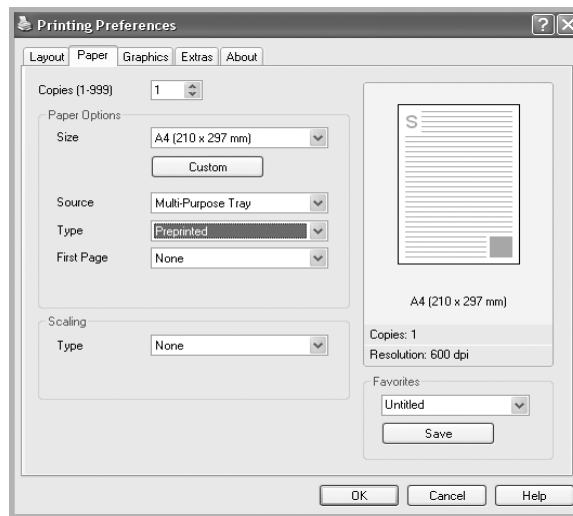 Printing Preferences
Layout Paper Graphics Extras About
Copies (1-999) 1
Paper Options
Size A4 (210 x 297 mm)
Custom
Source Multi-Purpose Tray
Type Preprinted
First Page None
Scaling
Type None
S
A4 (210 x 297 mm)
Copies: 1
Resolution: 600 dpi
Favorites
Untitled
Save
OK Cancel Help